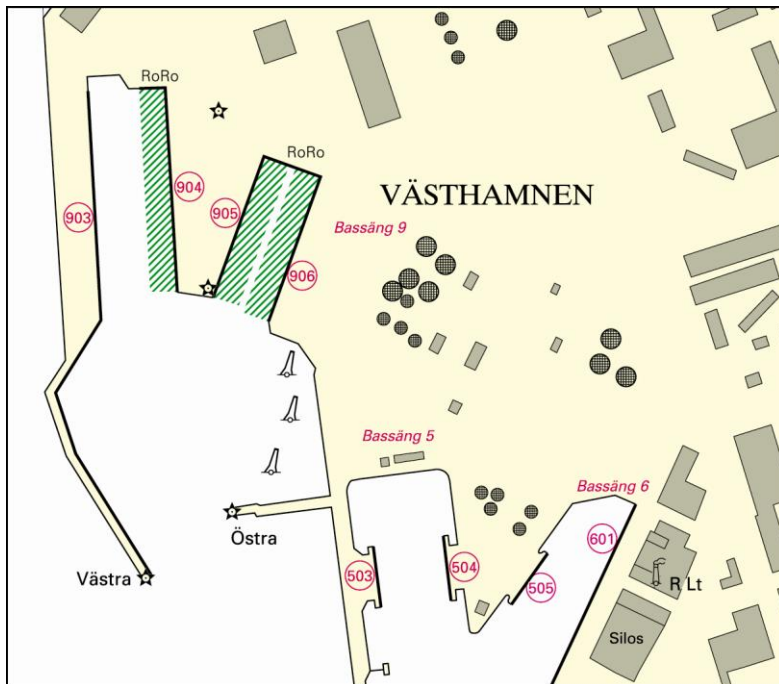 RoRo
RoRo
904
VÄSTHAMNEN
905
903
Bassäng 9
906
Bassäng 5
Bassäng 6
Östra
601
503
504
Västra
R Lt
505
Silos